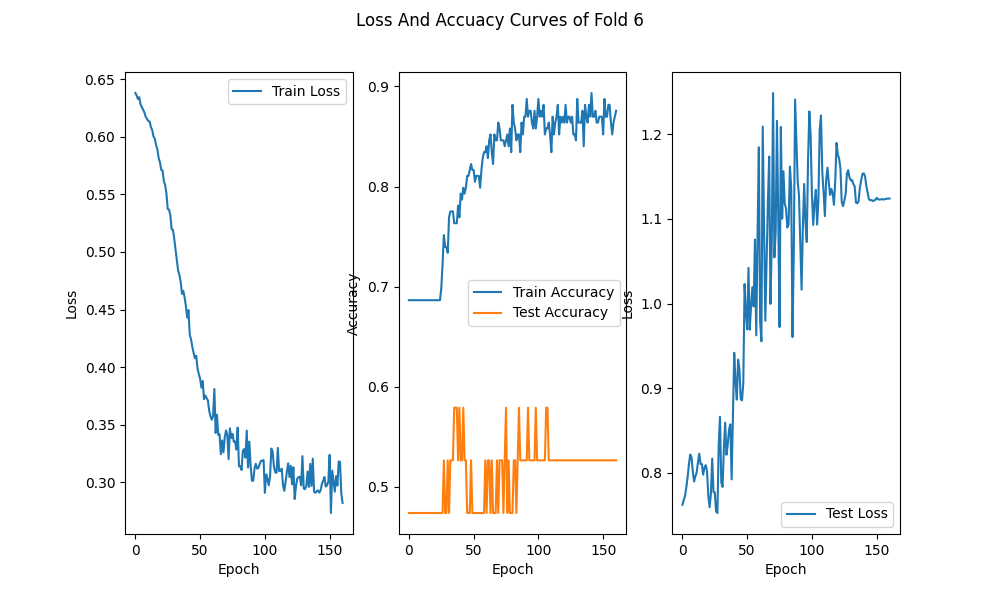 Loss And Accuacy Curves of Fold 6
Train Loss
0.65
0.60
0.55
0.50
0.45
0.40
0.35
0.30
Loss
0
50
100
150
Epoch
0.9
0.8
0.7
0.6
0.5
Accuracy
Train Accuracy
Test Accuracy
0
50
100
150
Epoch
1.2
1.1
1.0
0.9
0.8
Loss
Test Loss
0
50
100
150
Epoch